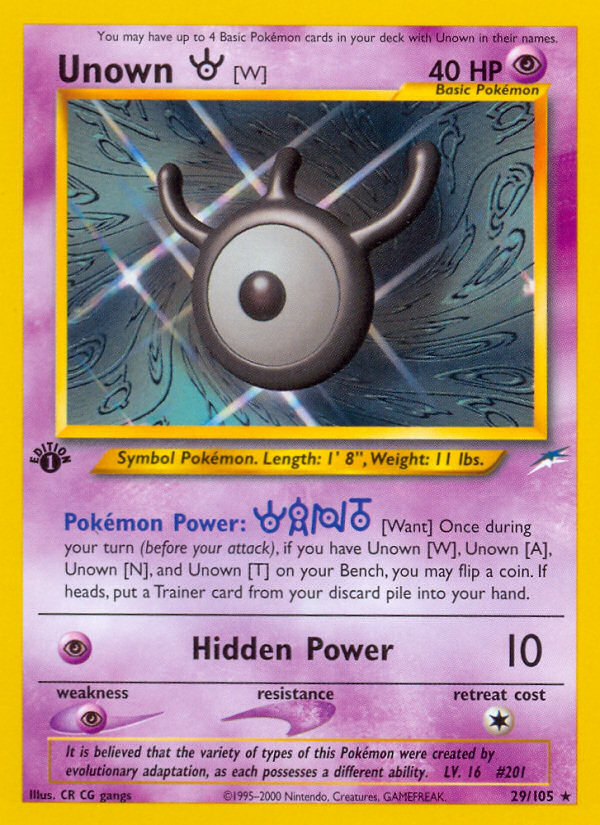 You may have up to 4 Basic Pokémon cards in your deck with Unown in their names.
Unown [W] 40 HP
Basic Pokémon
EDITION 1
Symbol Pokémon. Length: 1' 8", Weight: 11 lbs.
Pokémon Power: WANT [Want] Once during
your turn (before your attack), if you have Unown [W], Unown [A],
Unown [N], and Unown [T] on your Bench, you may flip a coin. If
heads, put a Trainer card from your discard pile into your hand.
Hidden Power 10
weakness resistance retreat cost
It is believed that the variety of types of this Pokémon were created by
evolutionary adaptation, as each possesses a different ability. LV. 16 #201
Illus. CR CG gangs ©1995-2000 Nintendo, Creatures, GAMEFREAK. 29/105 ★